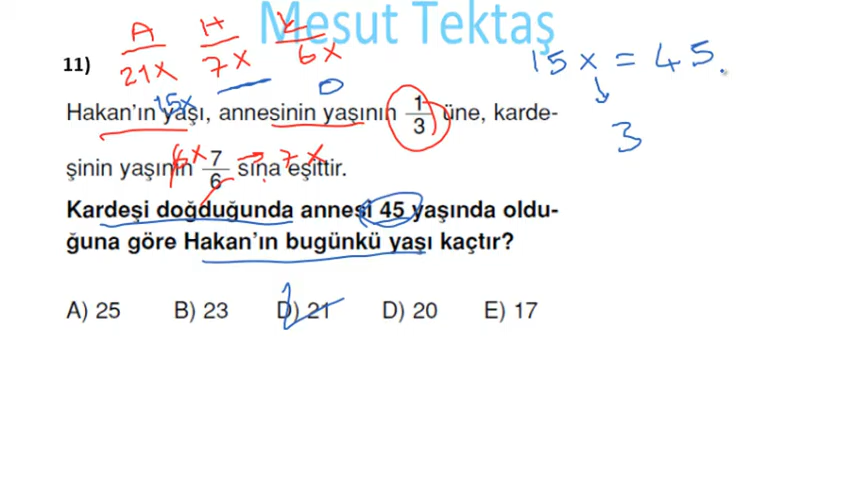 Mesut Tektaş
A H K
21x 7x 6x
15x 0
15x = 45.
3
11)
Hakan'ın yaşı, annesinin yaşının 1/3 üne, karde-
6x → 7x
şinin yaşının 7/6 sına eşittir.
Kardeşi doğduğunda annesi 45 yaşında oldu-
ğuna göre Hakan'ın bugünkü yaşı kaçtır?
A) 25 B) 23 D) 21 D) 20 E) 17